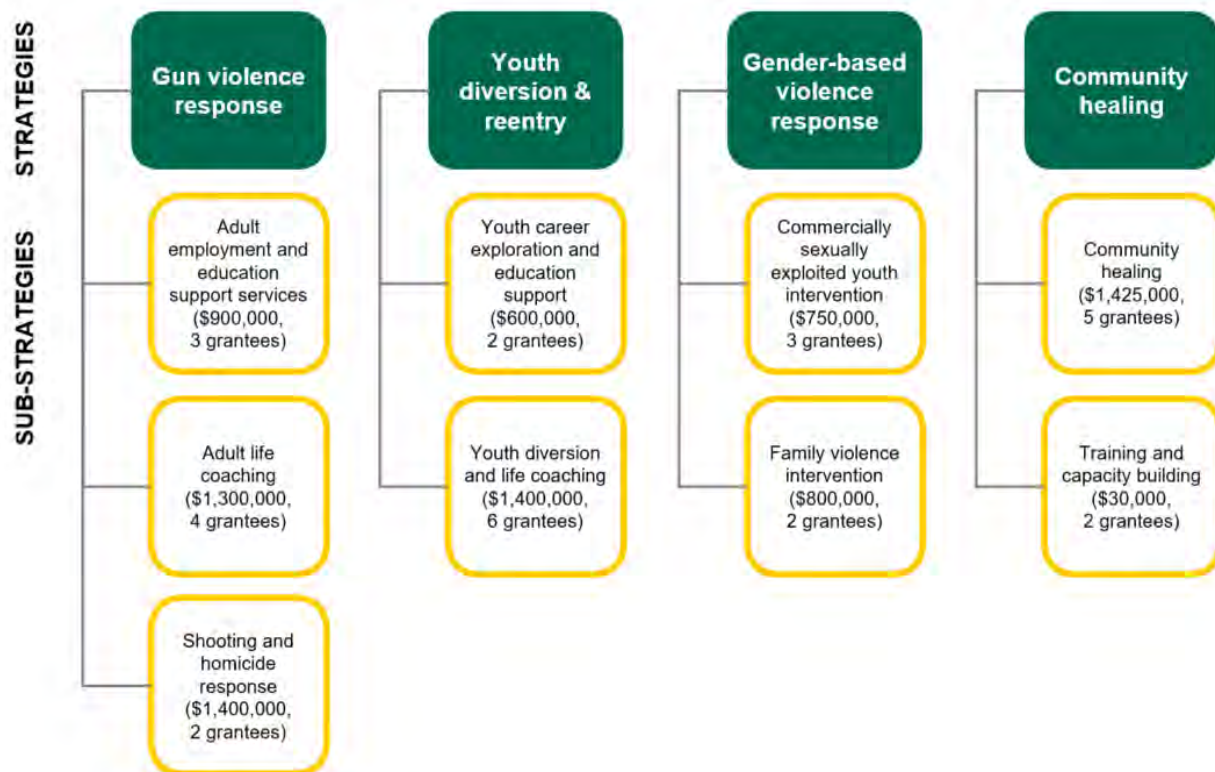 STRATEGIES
Gun violence
response
Youth
diversion &
reentry
Gender-based
violence
response
Community
healing
SUB-STRATEGIES
Adult
employment and
education
support services
($900,000,
3 grantees)
Youth career
exploration and
education
support
($600,000,
2 grantees)
Commercially
sexually
exploited youth
intervention
($750,000,
3 grantees)
Community
healing
($1,425,000,
5 grantees)
Adult life
coaching
($1,300,000,
4 grantees)
Youth diversion
and life coaching
($1,400,000,
6 grantees)
Family violence
intervention
($800,000,
2 grantees)
Training and
capacity building
($30,000,
2 grantees)
Shooting and
homicide
response
($1,400,000,
2 grantees)